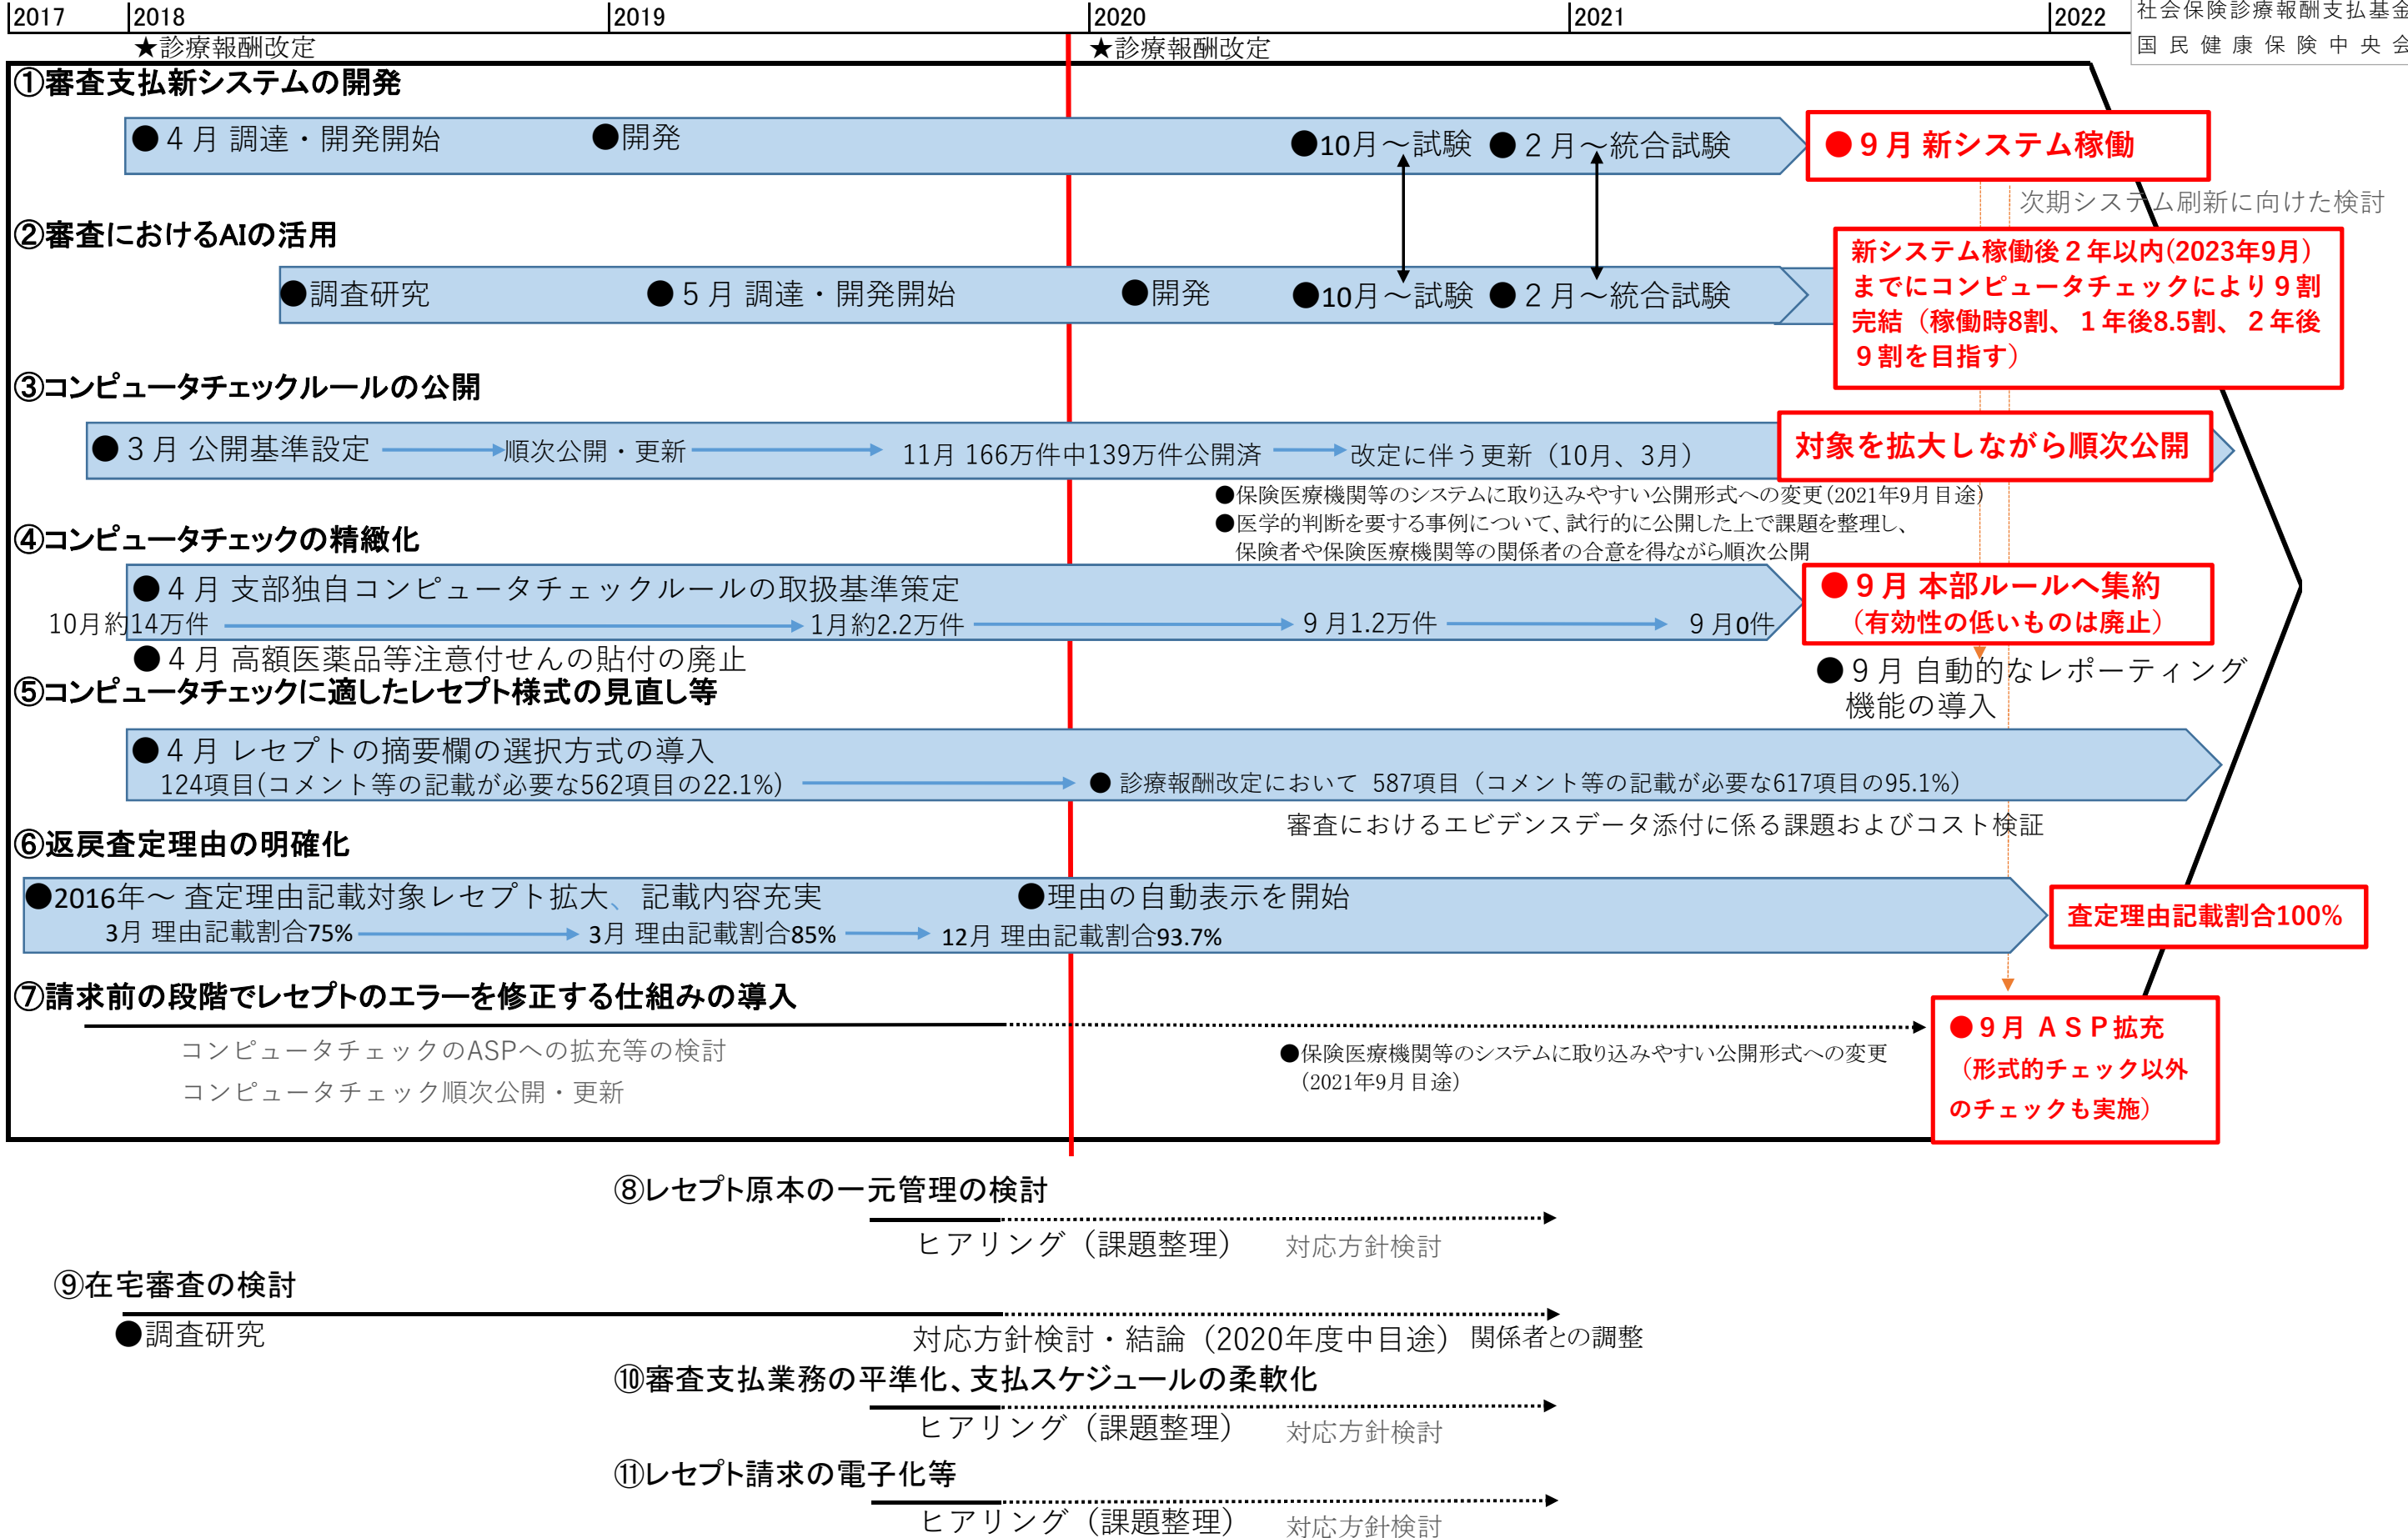 2017 2018 2019 2020 2021 2022
社会保険診療報酬支払基金
国民健康保険中央会
★診療報酬改定 ★診療報酬改定
①審査支払新システムの開発
●４月 調達・開発開始 ●開発 ●10月～試験 ●２月～統合試験 ●９月 新システム稼働
次期システム刷新に向けた検討
②審査におけるAIの活用
●調査研究 ●５月 調達・開発開始 ●開発 ●10月～試験 ●２月～統合試験
新システム稼働後２年以内(2023年9月)
までにコンピュータチェックにより９割
完結（稼働時8割、１年後8.5割、２年後
９割を目指す）
③コンピュータチェックルールの公開
●３月 公開基準設定 順次公開・更新 11月 166万件中139万件公開済 改定に伴う更新（10月、3月） 対象を拡大しながら順次公開
●保険医療機関等のシステムに取り込みやすい公開形式への変更（2021年9月目途）
●医学的判断を要する事例について、試行的に公開した上で課題を整理し、
保険者や保険医療機関等の関係者の合意を得ながら順次公開
④コンピュータチェックの精緻化
●４月 支部独自コンピュータチェックルールの取扱基準策定
10月約14万件 1月約2.2万件 ９月1.2万件 ９月0件
●９月 本部ルールへ集約
（有効性の低いものは廃止）
●４月 高額医薬品等注意付せんの貼付の廃止
●９月 自動的なレポーティング
機能の導入
⑤コンピュータチェックに適したレセプト様式の見直し等
●４月 レセプトの摘要欄の選択方式の導入
124項目(コメント等の記載が必要な562項目の22.1%) ● 診療報酬改定において 587項目（コメント等の記載が必要な617項目の95.1%）
審査におけるエビデンスデータ添付に係る課題およびコスト検証
⑥返戻査定理由の明確化
●2016年～ 査定理由記載対象レセプト拡大、記載内容充実 ●理由の自動表示を開始
3月 理由記載割合75% 3月 理由記載割合85% 12月 理由記載割合93.7%
査定理由記載割合100%
⑦請求前の段階でレセプトのエラーを修正する仕組みの導入
コンピュータチェックのASPへの拡充等の検討
コンピュータチェック順次公開・更新
●保険医療機関等のシステムに取り込みやすい公開形式への変更
（2021年9月目途）
●９月 ＡＳＰ拡充
（形式的チェック以外
のチェックも実施）
⑧レセプト原本の一元管理の検討
ヒアリング（課題整理） 対応方針検討
⑨在宅審査の検討
●調査研究 対応方針検討・結論（2020年度中目途） 関係者との調整
⑩審査支払業務の平準化、支払スケジュールの柔軟化
ヒアリング（課題整理） 対応方針検討
⑪レセプト請求の電子化等
ヒアリング（課題整理） 対応方針検討